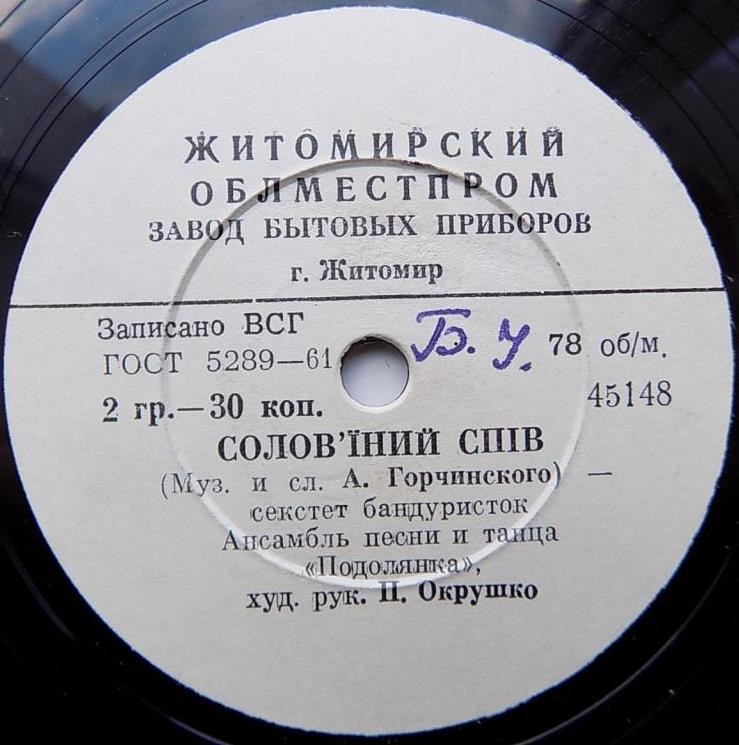 ЖИТОМИРСКИЙ
ОБЛМЕСТПРОМ
ЗАВОД БЫТОВЫХ ПРИБОРОВ
г. Житомир
Записано ВСГ
ГОСТ 5289—61
Б. У. 78 об/м.
2 гр.—30 коп.
45148
СОЛОВ'ЇНИЙ СПІВ
(Муз. и сл. А. Горчинского) —
секстет бандуристок
Ансамбль песни и танца
«Подолянка»,
худ. рук. П. Окрушко